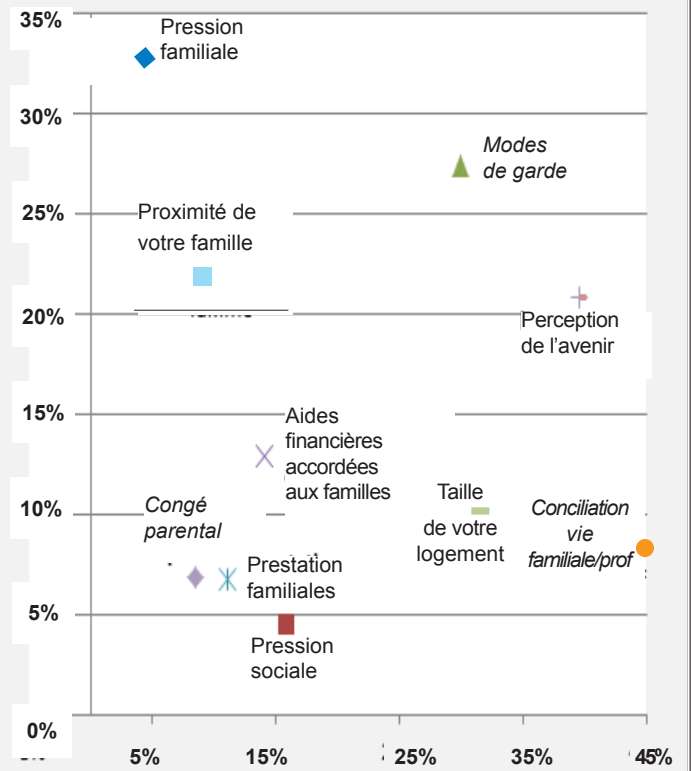 35%
Pression
familiale
30%
Modes
de garde
25%
Proximité de
votre famille
20%
Perception
de l'avenir
15%
Aides
financières
accordées
aux familles
Congé
parental
10%
Taille
de votre
logement
Conciliation
vie
familiale/prof
Prestation
familiales
5%
Pression
sociale
0%
5%
15%
25%
35%
45%